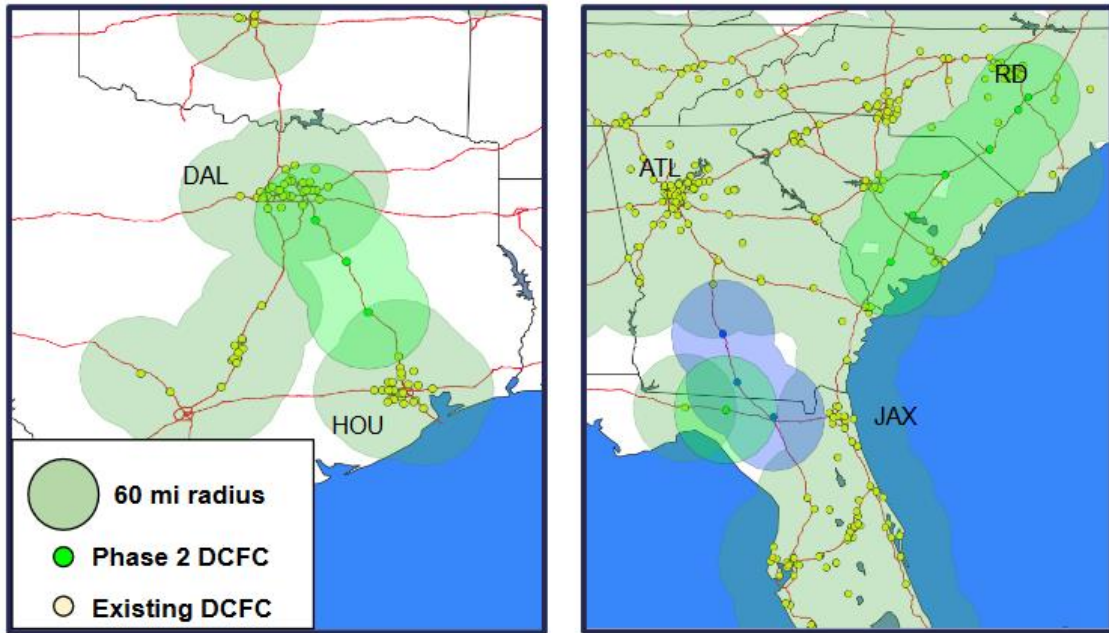 DAL
HOU
60 mi radius
Phase 2 DCFC
Existing DCFC
RD
ATL
JAX